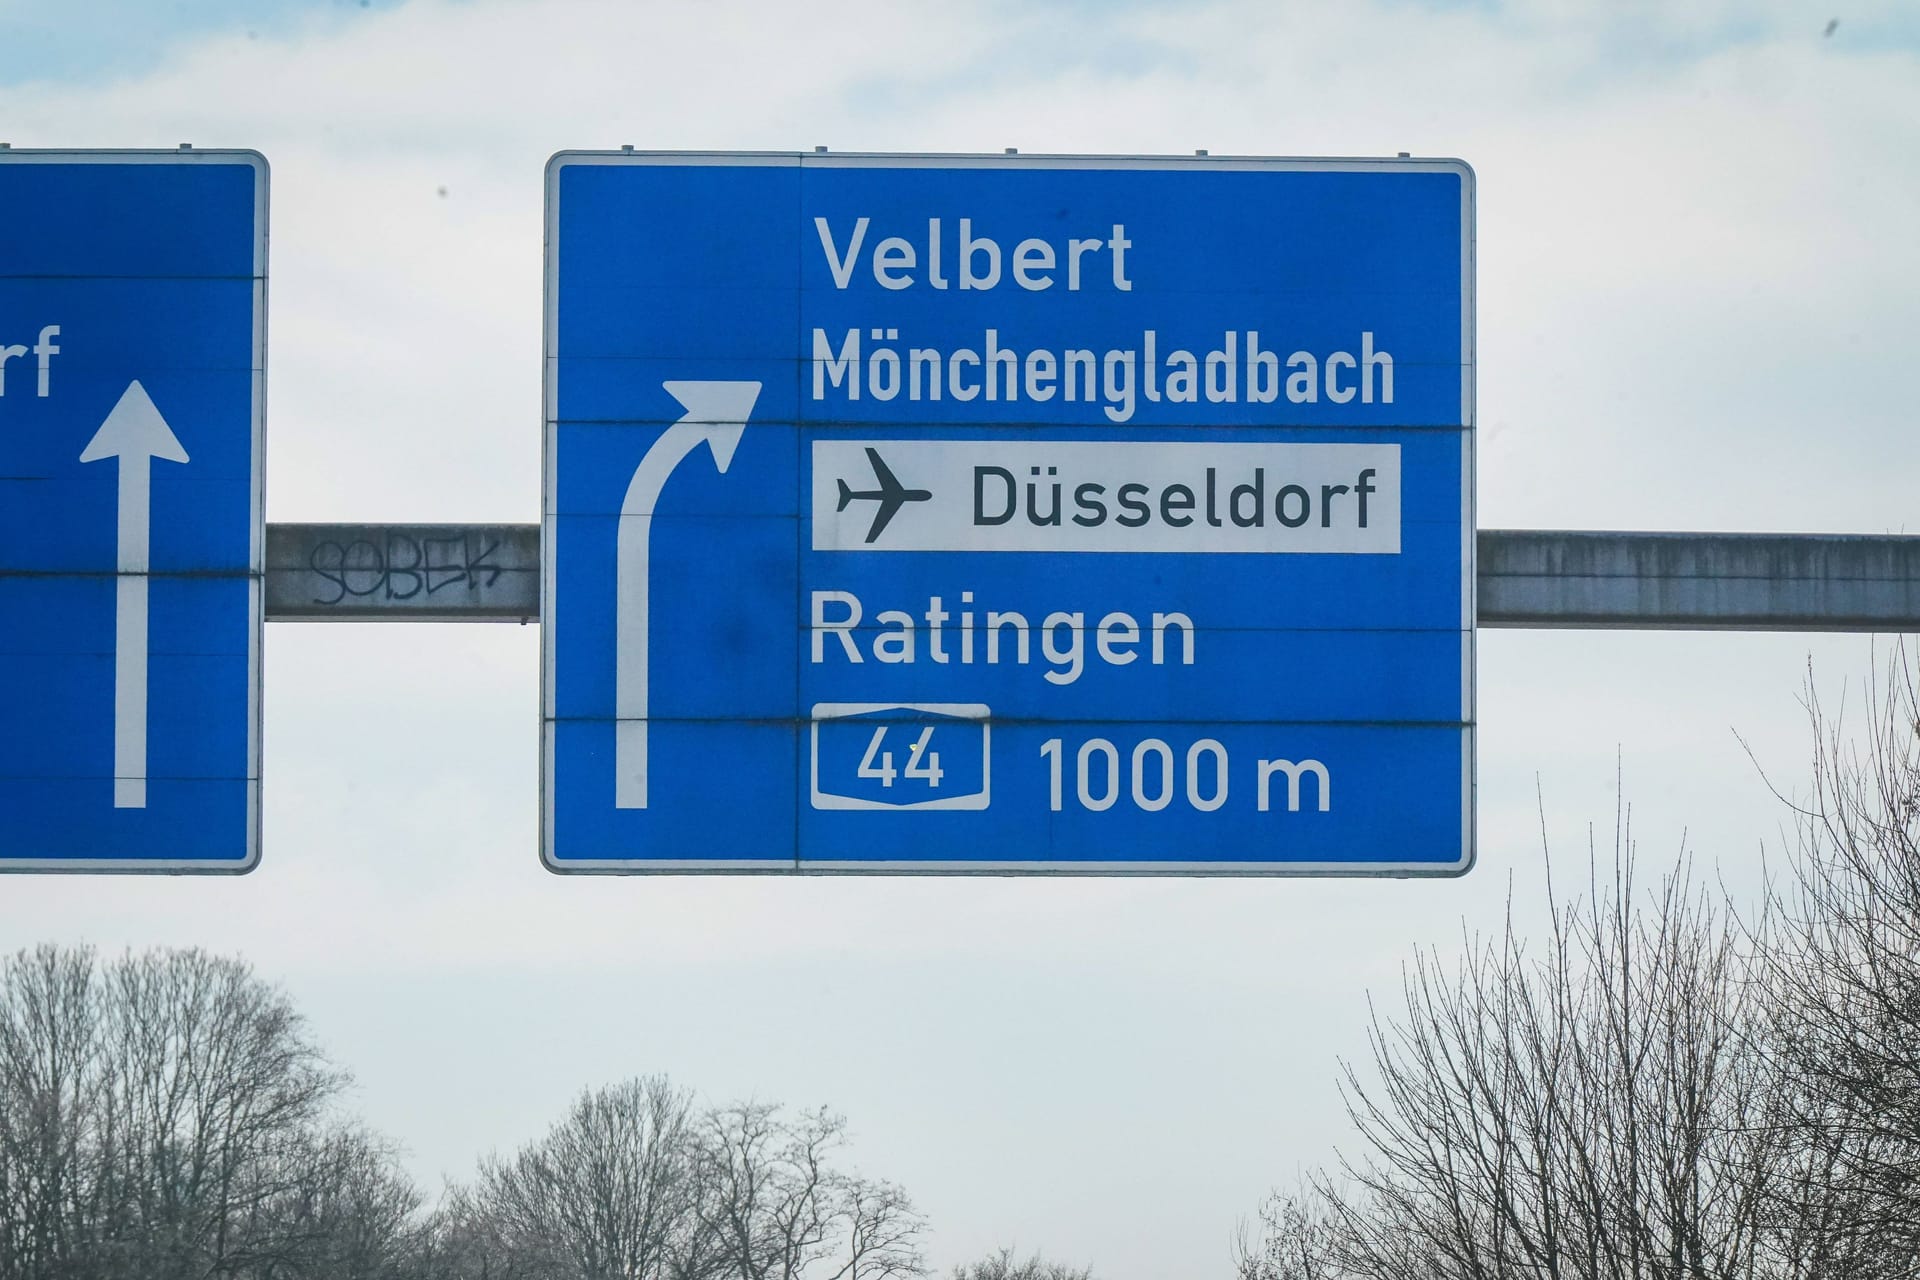 rf
Velbert
Mönchengladbach
Düsseldorf
Ratingen
44 1000 m
SOBEK